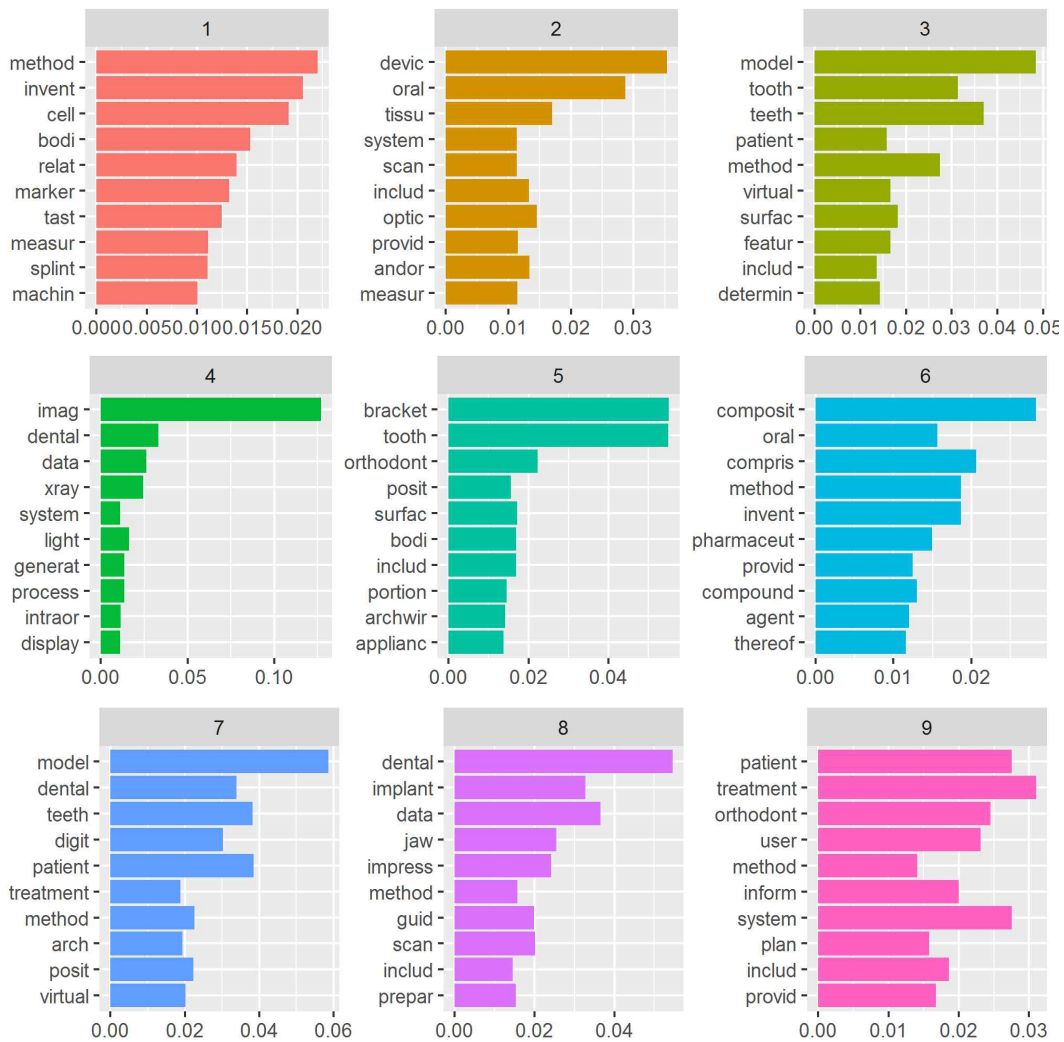 1
method
invent
cell
bodi
relat
marker
tast
measur
splint
machin
0.0000.0050.0100.0150.020
2
devic
oral
tissu
system
scan
includ
optic
provid
andor
measur
0.00 0.01 0.02 0.03
3
model
tooth
teeth
patient
method
virtual
surfac
featur
includ
determin
0.00 0.01 0.02 0.03 0.04 0.05
4
imag
dental
data
xray
system
light
generat
process
intraor
display
0.00 0.05 0.10
5
bracket
tooth
orthodont
posit
surfac
bodi
includ
portion
archwir
applianc
0.00 0.02 0.04
6
composit
oral
compris
method
invent
pharmaceut
provid
compound
agent
thereof
0.00 0.01 0.02
7
model
dental
teeth
digit
patient
treatment
method
arch
posit
virtual
0.00 0.02 0.04 0.06
8
dental
implant
data
jaw
impress
method
guid
scan
includ
prepar
0.00 0.02 0.04
9
patient
treatment
orthodont
user
method
inform
system
plan
includ
provid
0.00 0.01 0.02 0.03